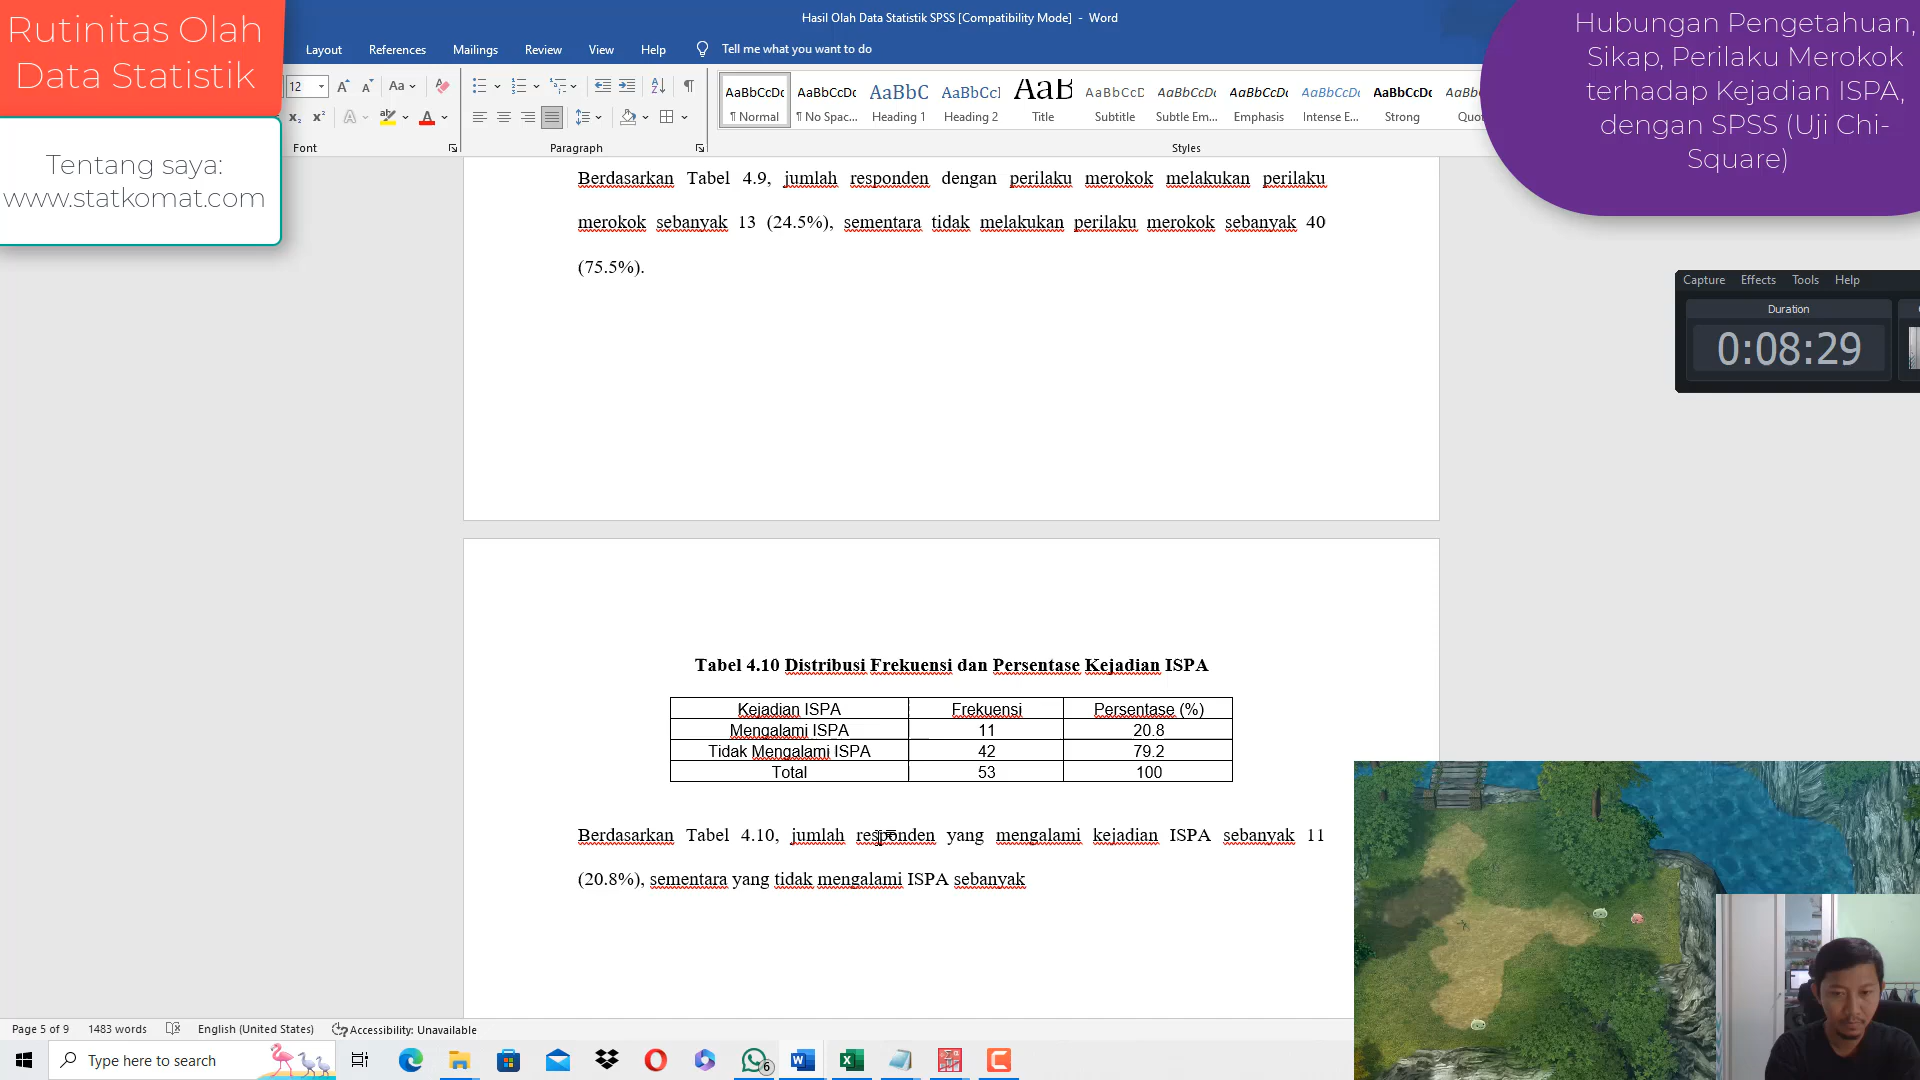 Rutinitas Olah
Data Statistik
Tentang saya:
www.statkomat.com
Hasil Olah Data Statistik SPSS [Compatibility Mode] - Word
Layout References Mailings Review View Help Tell me what you want to do
12 Aa
Font Paragraph Styles
AaBbCcDc AaBbCcDc AaBbC AaBbCcI AaB AaBbCcD AaBbCcDc AaBbCcDc AaBbCcDc AaBbCcDc
¶ Normal ¶ No Spac... Heading 1 Heading 2 Title Subtitle Subtle Em... Emphasis Intense E... Strong
Hubungan Pengetahuan,
Sikap, Perilaku Merokok
terhadap Kejadian ISPA,
dengan SPSS (Uji Chi-
Square)
Capture Effects Tools Help
Duration
0:08:29
Berdasarkan Tabel 4.9, jumlah responden dengan perilaku merokok melakukan perilaku
merokok sebanyak 13 (24.5%), sementara tidak melakukan perilaku merokok sebanyak 40
(75.5%).
Tabel 4.10 Distribusi Frekuensi dan Persentase Kejadian ISPA
Kejadian ISPA Frekuensi Persentase (%)
Mengalami ISPA 11 20.8
Tidak Mengalami ISPA 42 79.2
Total 53 100
Berdasarkan Tabel 4.10, jumlah responden yang mengalami kejadian ISPA sebanyak 11
(20.8%), sementara yang tidak mengalami ISPA sebanyak
Page 5 of 9 1483 words English (United States) Accessibility: Unavailable
Type here to search
6